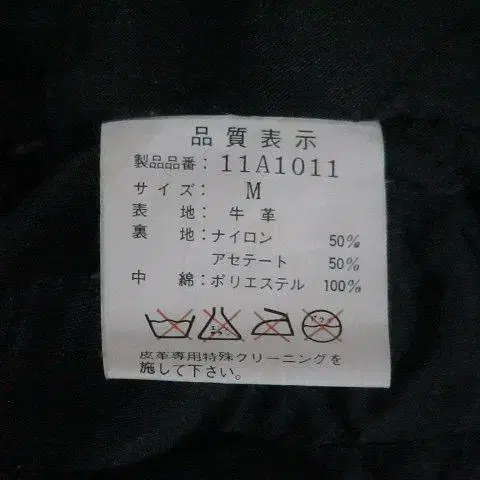 品質表示
製品品番：11A1011
サイズ：M
表地：牛革
裏地：ナイロン 50%
アセテート 50%
中綿：ポリエステル 100%
皮革専用特殊クリーニングを
施して下さい。